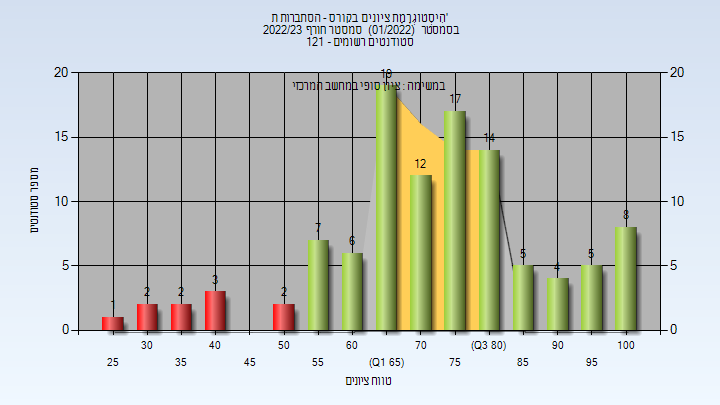 היסטוגרמת ציונים בקורס - הסתברות ת'
בסמסטר (01/2022) סמסטר חורף 2022/23
סטודנטים רשומים - 121
במשימה : ציון סופי במחשב המרכזי
מספר סטודנטים
20 20
15 15
10 10
5 5
0 0
1 2 2 3 2 7 6 19 12 17 14 5 4 5 8
30 40 50 60 70 (Q3 80) 90 100
25 35 45 55 (Q1 65) 75 85 95
טווח ציונים